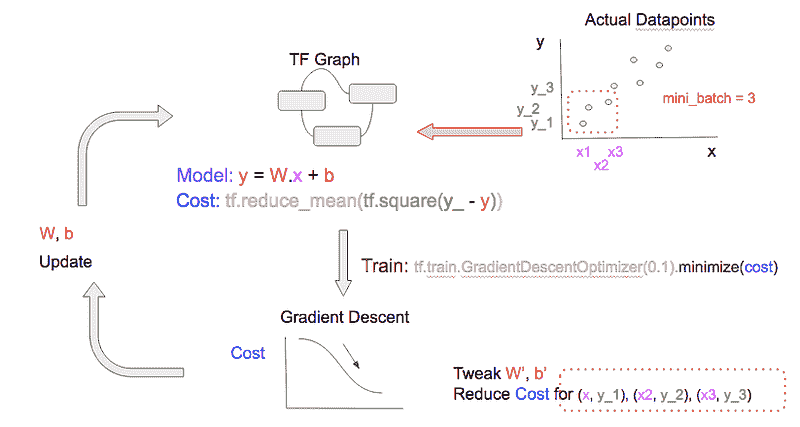 Actual Datapoints
TF Graph
y
y_3
y_2
y_1
mini_batch = 3
x1
x2
x3
x
Model: y = W.x + b
Cost: tf.reduce_mean(tf.square(y_ - y))
W, b
Update
Train: tf.train.GradientDescentOptimizer(0.1).minimize(cost)
Gradient Descent
Cost
Tweak W', b'
Reduce Cost for (x, y_1), (x2, y_2), (x3, y_3)